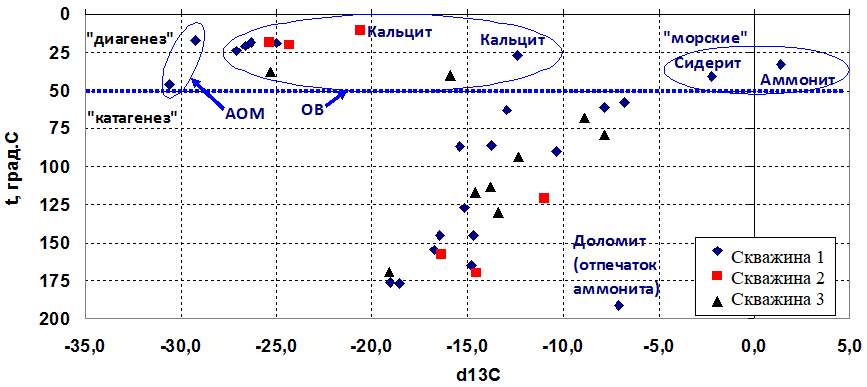 0
"диагенез"
Кальцит
Кальцит
"морские"
25
Сидерит
Аммонит
50
АОМ
ОВ
"катагенез"
75
100
t, град.С
125
150
Доломит
(отпечаток
аммонита)
175
200
Скважина 1
Скважина 2
Скважина 3
-35,0 -30,0 -25,0 -20,0 -15,0 -10,0 -5,0 0,0 5,0
d13C